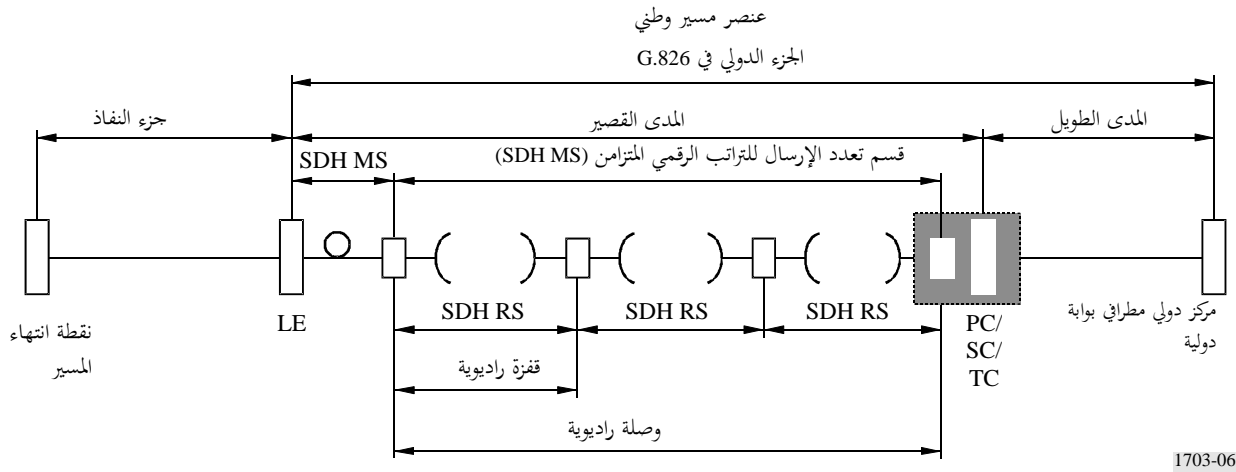 عنصر مسير وطني
الجزء الدولي في G.826
جزء النفاذ
المدى القصير
المدى الطويل
SDH MS
قسم تعدد الإرسال للتراتب الرقمي المتزامن (SDH MS)
LE
SDH RS
SDH RS
SDH RS
نقطة انتهاء
المسير
PC/
SC/
TC
مركز دولي مطرافي بوابة
دولية
قفزة راديوية
وصلة راديوية
1703-06